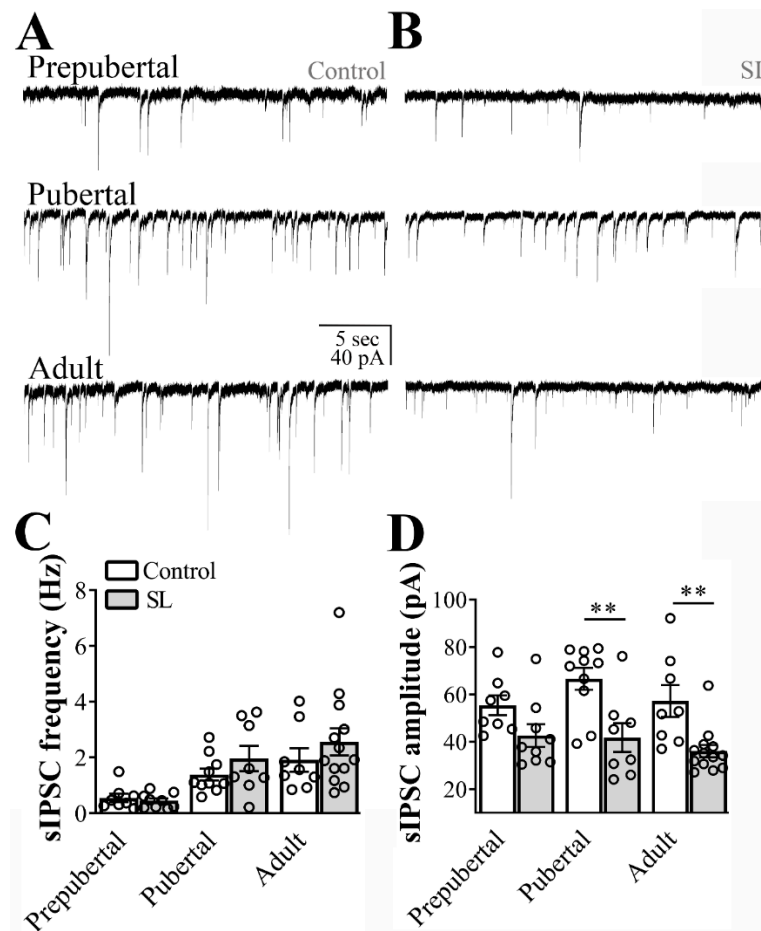 A
B
Prepubertal
Control
SL
Pubertal
5 sec
40 pA
Adult
C
D
Control
SL
sIPSC frequency (Hz)
8
6
4
2
0
Prepubertal
Pubertal
Adult
sIPSC amplitude (pA)
100
80
60
40
20
**
**
Prepubertal
Pubertal
Adult